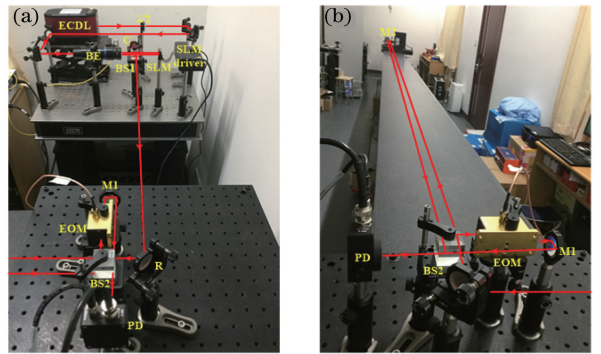 (a)
ECDL
BE
BS1
SLM
SLM
driver
M1
EOM
R
BS2
PD
(b)
M2
PD
BS2
EOM
M1